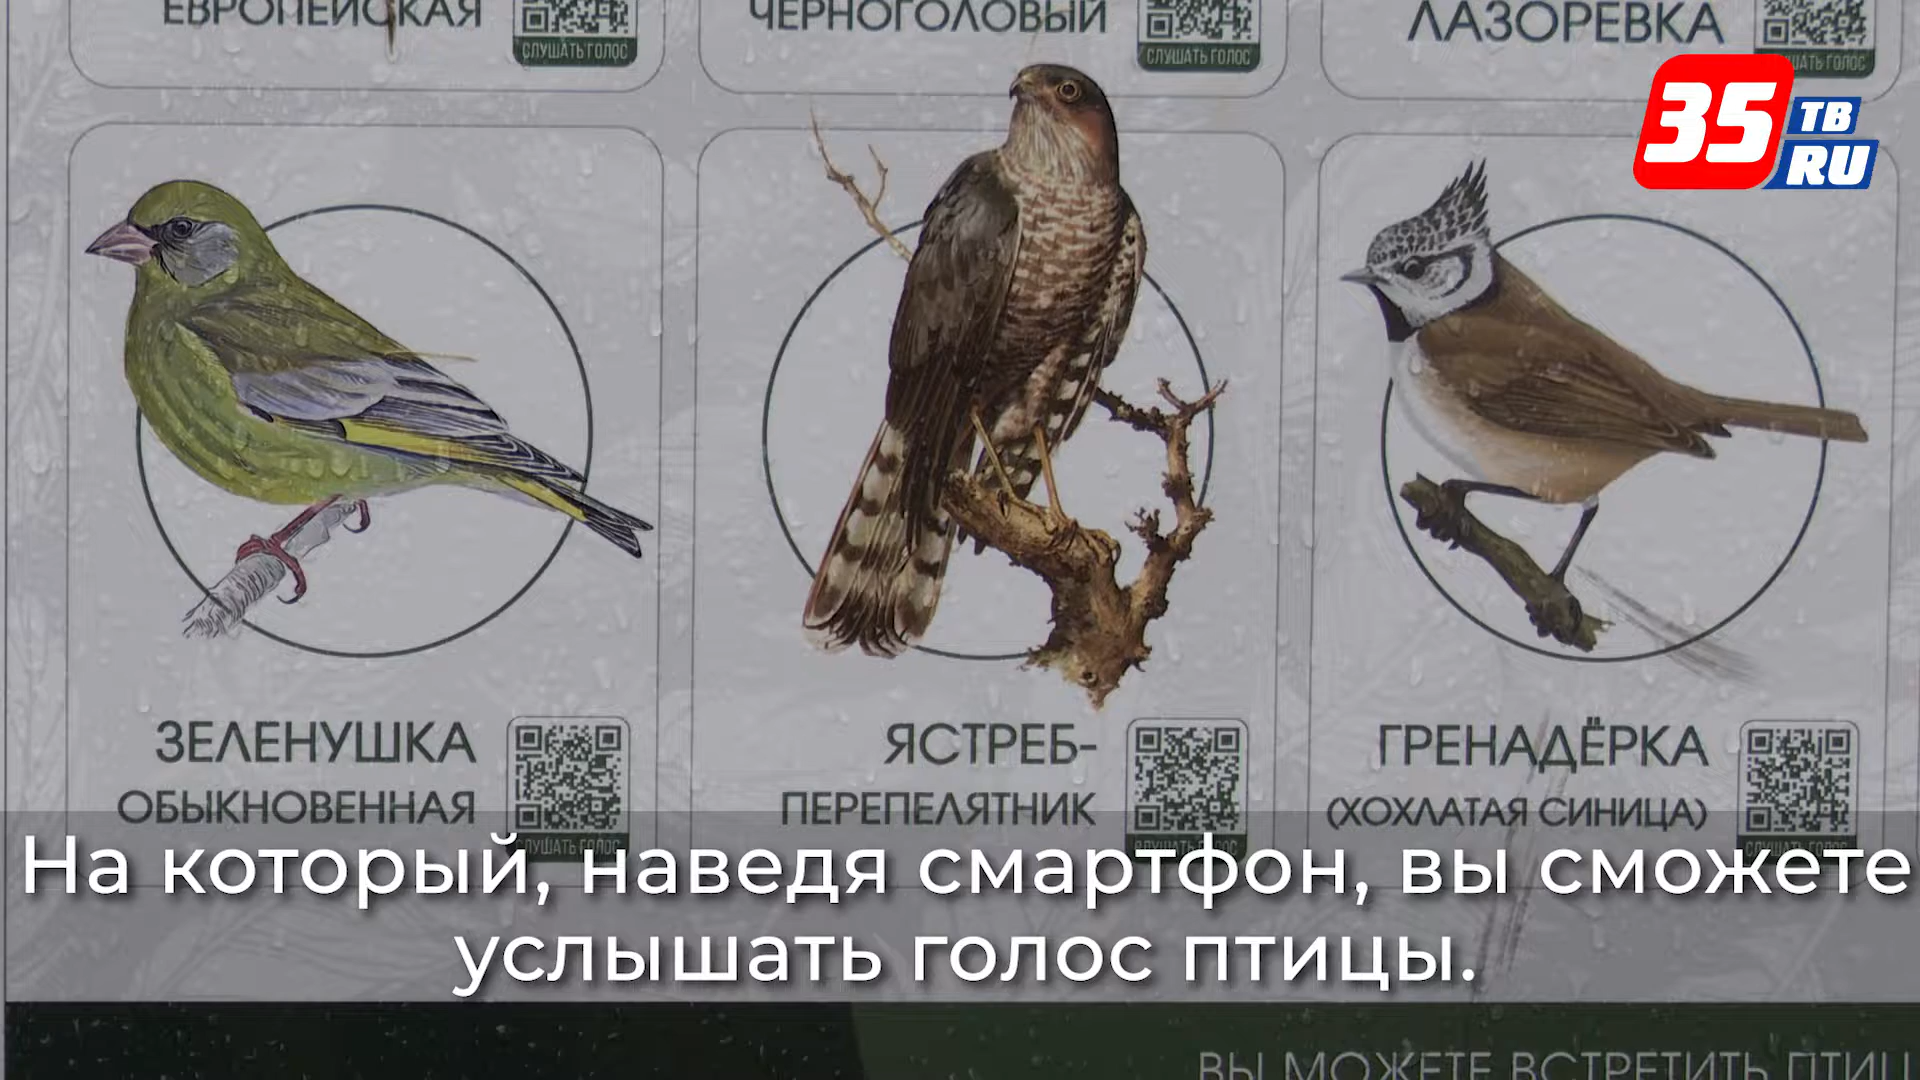 ЕВРОПЕЙСКАЯ
СЛУШАТЬ ГОЛОС
ЧЕРНОГОЛОВЫЙ
СЛУШАТЬ ГОЛОС
ЛАЗОРЕВКА
35
ТВ
RU
ЗЕЛЕНУШКА
ОБЫКНОВЕННАЯ
ЯСТРЕБ-
ПЕРЕПЕЛЯТНИК
ГРЕНАДЁРКА
(ХОХЛАТАЯ СИНИЦА)
На который, наведя смартфон, вы сможете
услышать голос птицы.
ВЫ МОЖЕТЕ ВСТРЕТИТЬ ПТИЦ